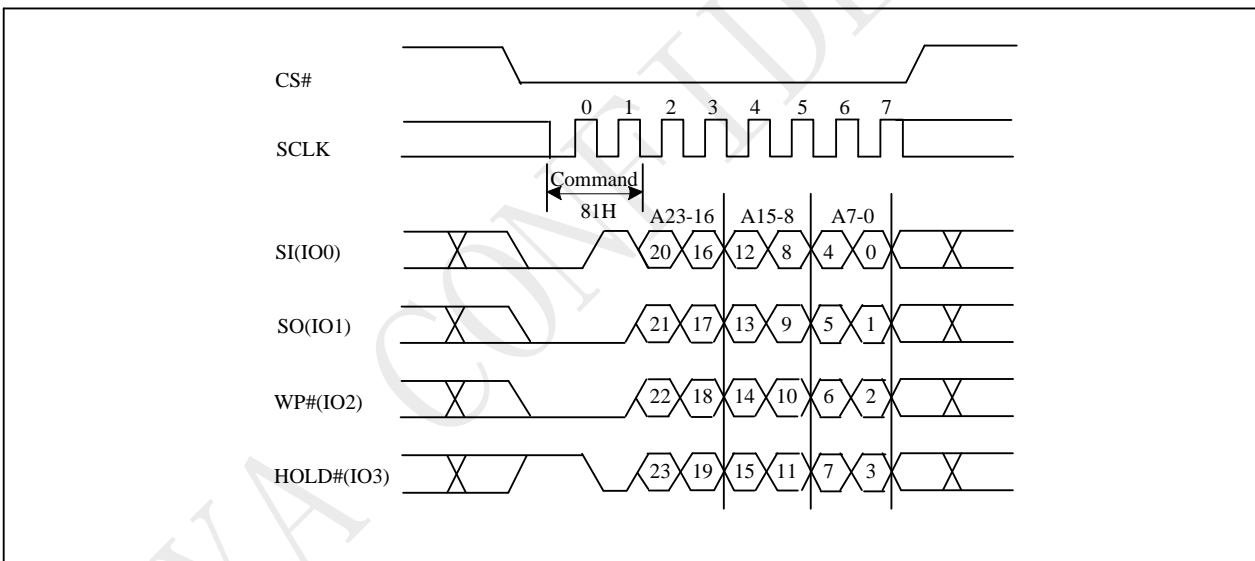 CS#
0 1 2 3 4 5 6 7
SCLK
Command
81H
A23-16 A15-8 A7-0
SI(IO0) 20 16 12 8 4 0
SO(IO1) 21 17 13 9 5 1
WP#(IO2) 22 18 14 10 6 2
HOLD#(IO3) 23 19 15 11 7 3